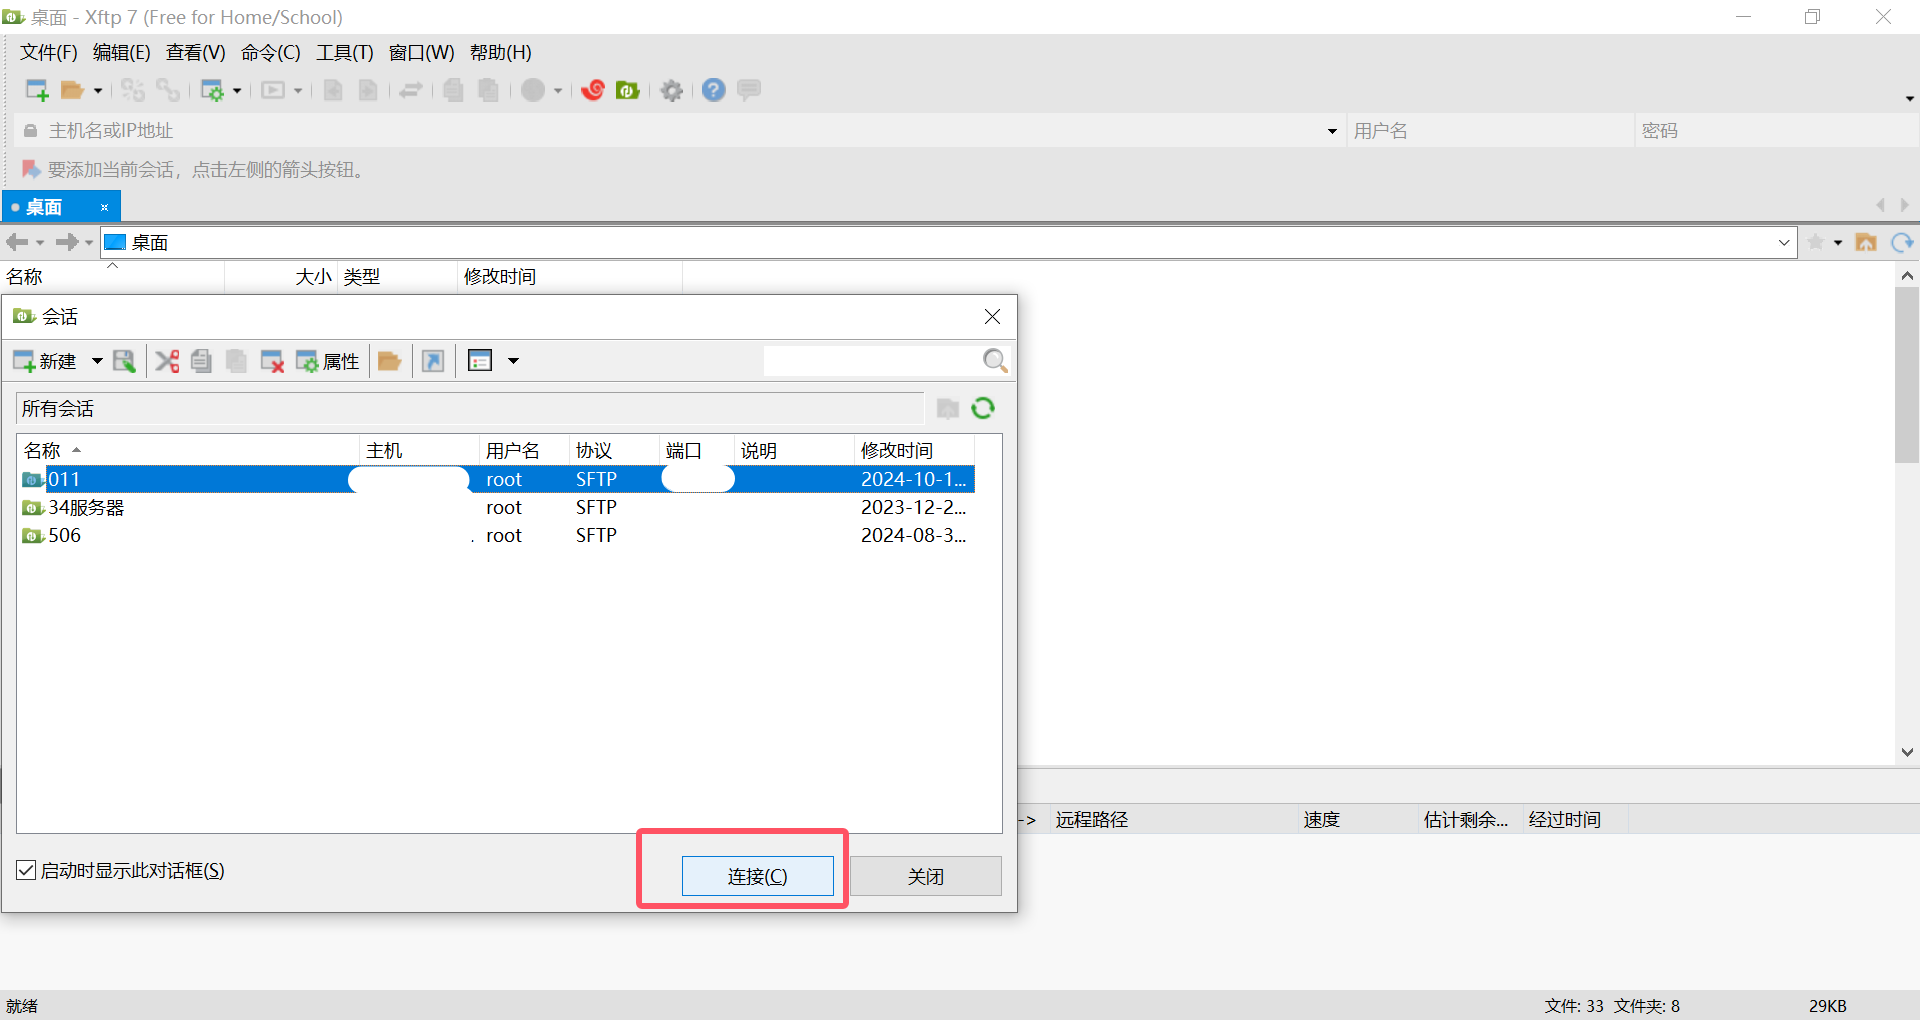 桌面 - Xftp 7 (Free for Home/School)
文件(F) 编辑(E) 查看(V) 命令(C) 工具(T) 窗口(W) 帮助(H)
主机名或IP地址 用户名 密码
要添加当前会话，点击左侧的箭头按钮。
桌面
桌面
名称 大小 类型 修改时间
会话
新建 属性
所有会话
名称 主机 用户名 协议 端口 说明 修改时间
011 root SFTP 2024-10-1...
34服务器 root SFTP 2023-12-2...
506 . root SFTP 2024-08-3...
-> 远程路径 速度 估计剩余... 经过时间
启动时显示此对话框(S)
连接(C) 关闭
就绪 文件: 33 文件夹: 8 29KB